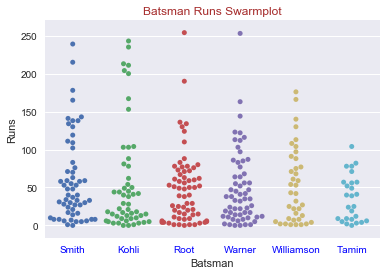 Batsman Runs Swarmplot
250
200
150
100
50
0
Runs
Smith
Kohli
Root
Warner
Williamson
Tamim
Batsman